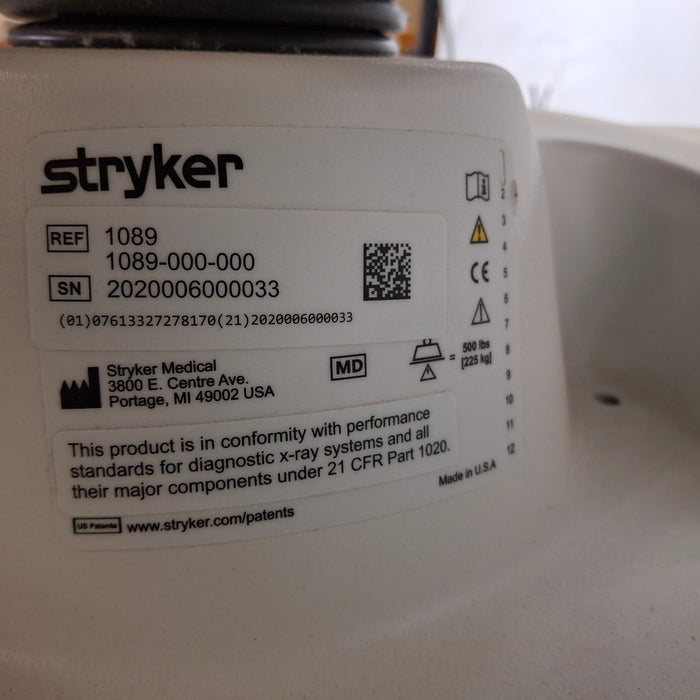 stryker
REF 1089
1089-000-000
SN 2020006000033
(01)07613327278170(21)2020006000033
Stryker Medical
3800 E. Centre Ave.
Portage, MI 49002 USA
MD
= 500 lbs
[225 kg]
This product is in conformity with performance
standards for diagnostic x-ray systems and all
their major components under 21 CFR Part 1020.
US Patents www.stryker.com/patents
Made in U.S.A
CE
2
3
4
5
6
7
8
9
10
11
12